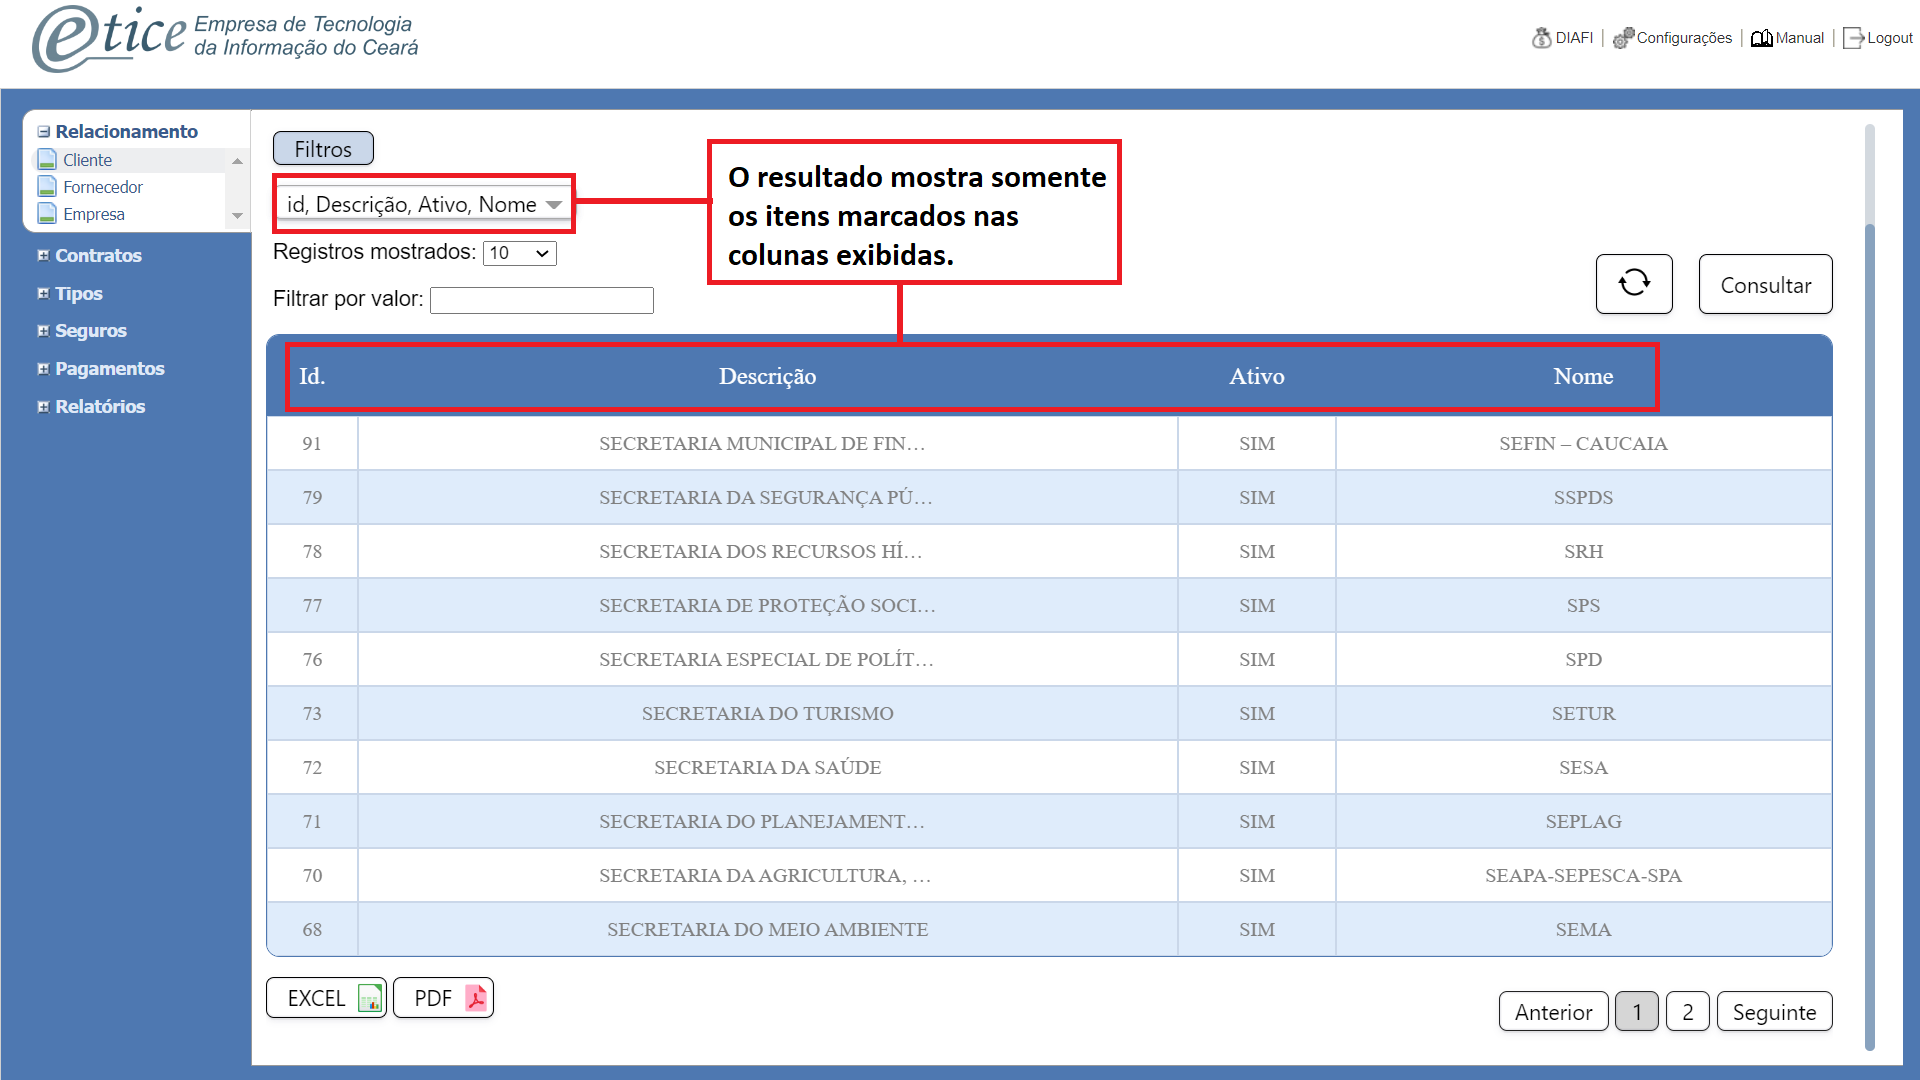 etice Empresa de Tecnologia
da Informação do Ceará
DIAFI | Configurações | Manual | Logout
Relacionamento
Cliente
Fornecedor
Empresa
Contratos
Tipos
Seguros
Pagamentos
Relatórios
Filtros
id, Descrição, Ativo, Nome
Registros mostrados: 10
Filtrar por valor:
O resultado mostra somente
os itens marcados nas
colunas exibidas.
Consultar
Id. Descrição Ativo Nome
91 SECRETARIA MUNICIPAL DE FIN... SIM SEFIN – CAUCAIA
79 SECRETARIA DA SEGURANÇA PÚ... SIM SSPDS
78 SECRETARIA DOS RECURSOS HÍ... SIM SRH
77 SECRETARIA DE PROTEÇÃO SOCI... SIM SPS
76 SECRETARIA ESPECIAL DE POLÍT... SIM SPD
73 SECRETARIA DO TURISMO SIM SETUR
72 SECRETARIA DA SAÚDE SIM SESA
71 SECRETARIA DO PLANEJAMENT... SIM SEPLAG
70 SECRETARIA DA AGRICULTURA, ... SIM SEAPA-SEPESCA-SPA
68 SECRETARIA DO MEIO AMBIENTE SIM SEMA
EXCEL PDF
Anterior 1 2 Seguinte